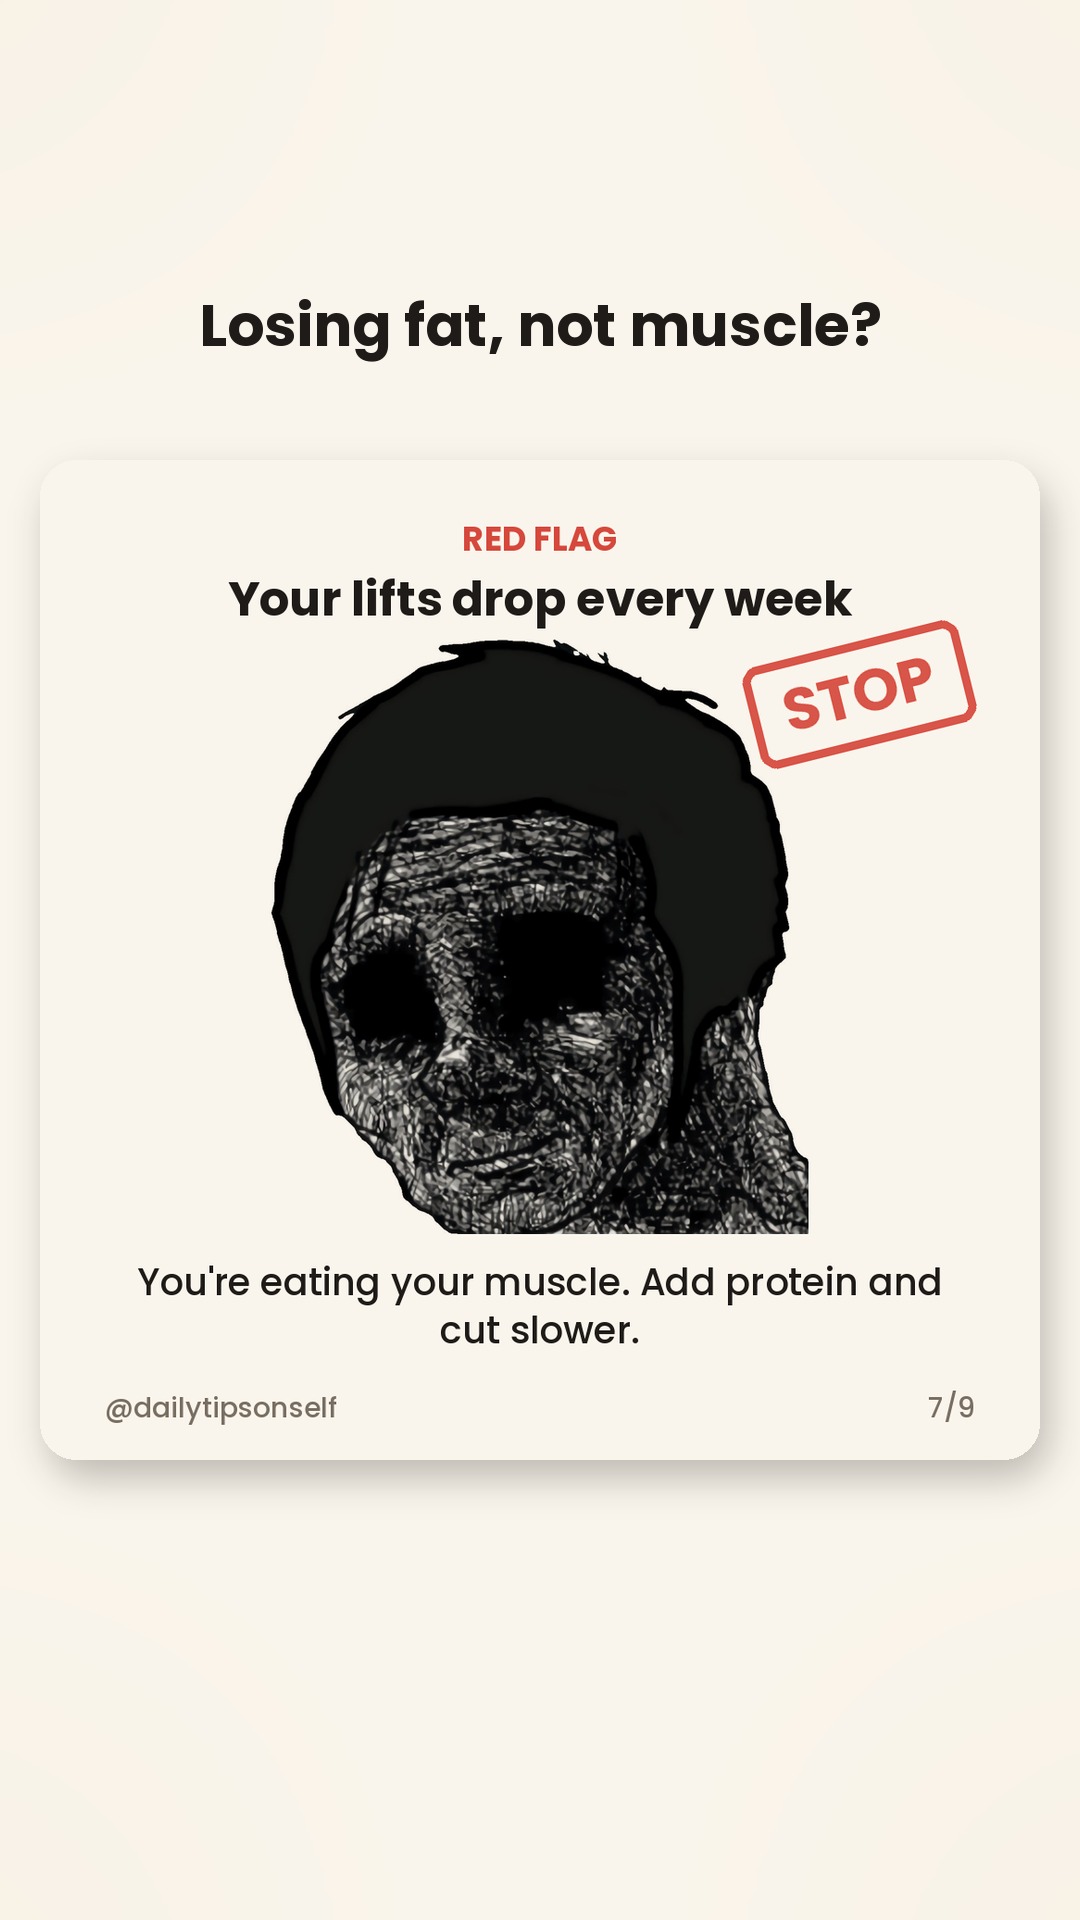 Losing fat, not muscle?
RED FLAG
Your lifts drop every week
STOP
You're eating your muscle. Add protein and
cut slower.
@dailytipsonself
7/9